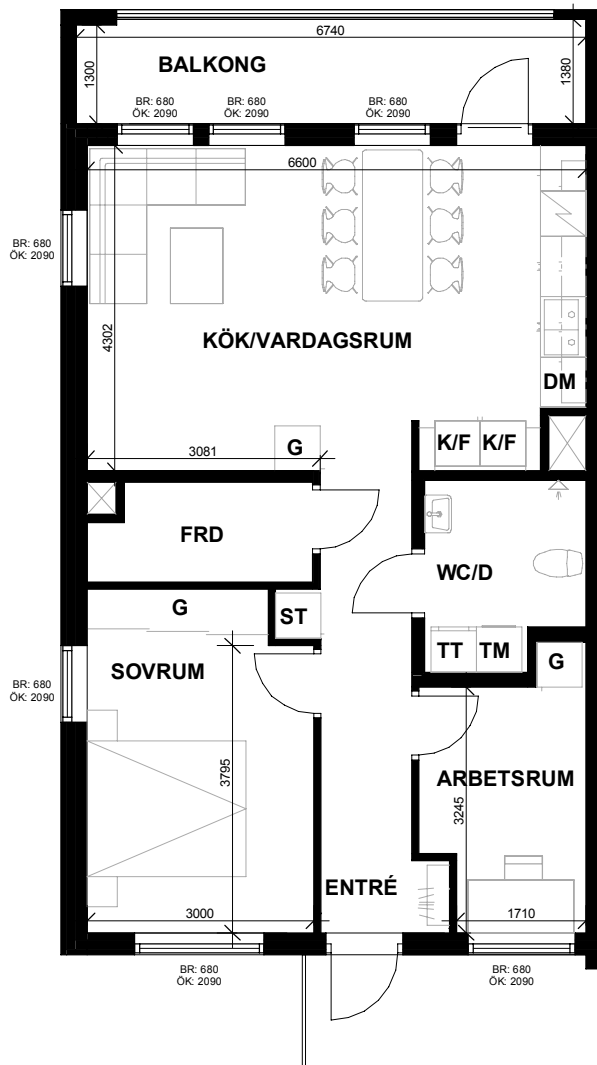 6740
1300
BALKONG
1380
BR: 680
ÖK: 2090
BR: 680
ÖK: 2090
BR: 680
ÖK: 2090
6600
BR: 680
ÖK: 2090
4302
KÖK/VARDAGSRUM
DM
K/F K/F
G
3081
FRD
WC/D
G
ST
TT TM
G
SOVRUM
BR: 680
ÖK: 2090
3795
ARBETSRUM
3245
ENTRÉ
3000
1710
BR: 680
ÖK: 2090
BR: 680
ÖK: 2090